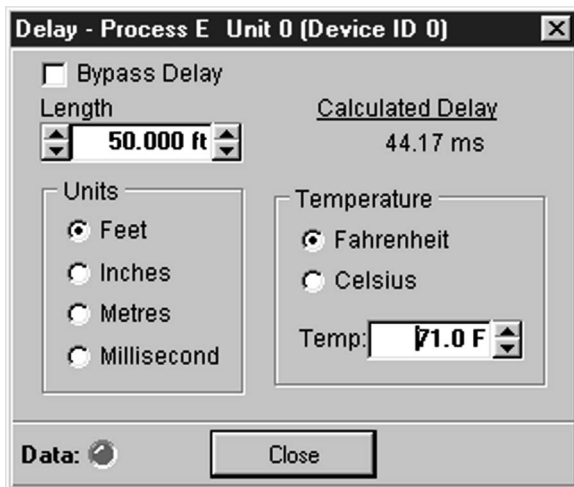 Delay - Process E Unit 0 (Device ID 0)
Bypass Delay
Length
50.000 ft
Calculated Delay
44.17 ms
Units
Feet
Inches
Metres
Millisecond
Temperature
Fahrenheit
Celsius
Temp: 71.0 F
Data:
Close